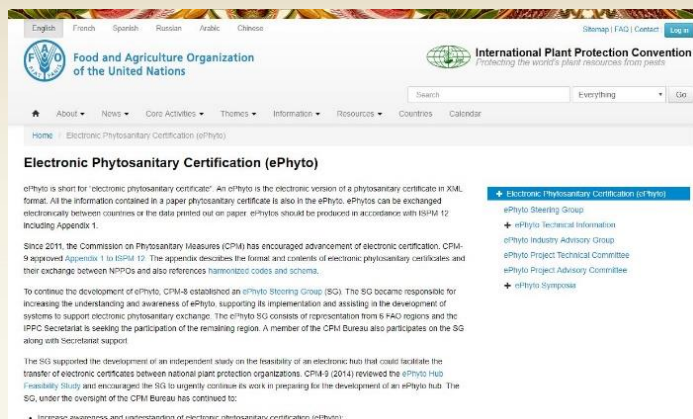 English French Spanish Russian Arabic Chinese
Sitemap | FAQ | Contact Log in
Food and Agriculture Organization
of the United Nations
International Plant Protection Convention
Protecting the world's plant resources from pests
Search Everything Go
About News Core Activities Themes Information Resources Countries Calendar
Home / Electronic Phytosanitary Certification (ePhyto)
Electronic Phytosanitary Certification (ePhyto)
ePhyto is short for "electronic phytosanitary certificate". An ePhyto is the electronic version of a phytosanitary certificate in XML
format. All the information contained in a paper phytosanitary certificate is also in the ePhyto. ePhytos can be exchanged
electronically between countries or the data printed out on paper. ePhytos should be produced in accordance with ISPM 12
including Appendix 1.
Since 2011, the Commission on Phytosanitary Measures (CPM) has encouraged advancement of electronic certification. CPM-
9 approved Appendix 1 to ISPM 12. The appendix describes the format and contents of electronic phytosanitary certificates and
their exchange between NPPOs and also references harmonized codes and schema.
To continue the development of ePhyto, CPM-8 established an ePhyto Steering Group (SG). The SG became responsible for
increasing the understanding and awareness of ePhyto, supporting its implementation and assisting in the development of
systems to support electronic phytosanitary exchange. The ePhyto SG consists of representation from 6 FAO regions and the
IPPC Secretariat is seeking the participation of the remaining region. A member of the CPM Bureau also participates on the SG
along with Secretariat support.
The SG supported the development of an independent study on the feasibility of an electronic hub that could facilitate the
transfer of electronic certificates between national plant protection organizations. CPM-9 (2014) reviewed the ePhyto Hub
Feasibility Study and encouraged the SG to urgently continue its work in preparing for the development of an ePhyto hub. The
SG, under the oversight of the CPM Bureau has continued to:
Increase awareness and understanding of electronic phytosanitary certification (ePhyto);
Electronic Phytosanitary Certification (ePhyto)
ePhyto Steering Group
ePhyto Technical Information
ePhyto Industry Advisory Group
ePhyto Project Technical Committee
ePhyto Project Advisory Committee
ePhyto Symposia